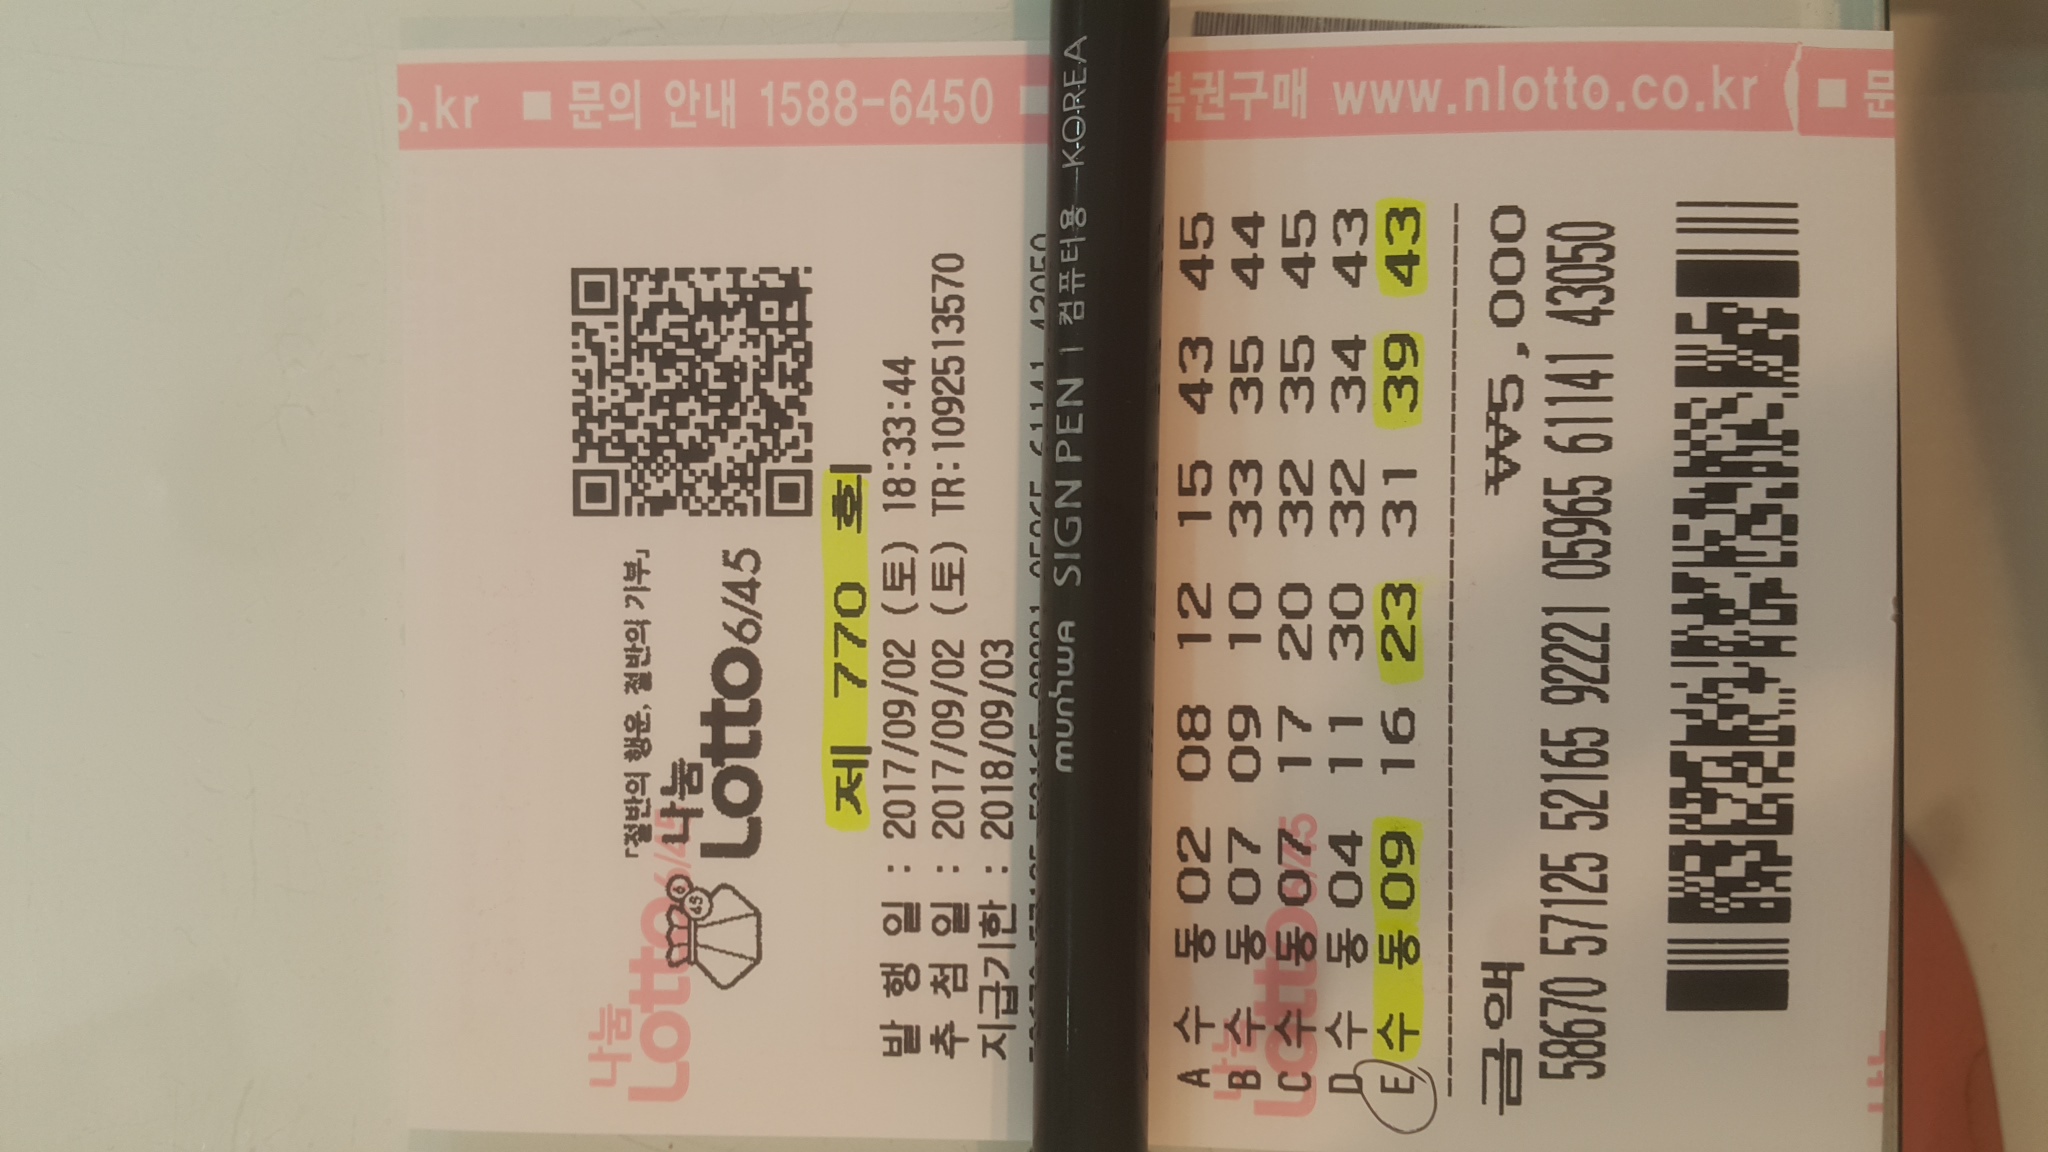 o.kr ■ 문의 안내 1588-6450
복권구매 www.nlotto.co.kr ■ 문
「절반의 행운, 절반의 기부」
나눔
Lotto6/45
제 770 회
발 행 일 : 2017/09/02 (토) 18:33:44
추 첨 일 : 2017/09/02 (토) TR:1092513570
지급기한 : 2018/09/03
munhwa SIGN PEN | 컴퓨터용 KOREA
A 수 동 02 08 12 15 43 45
B 수 동 07 09 10 33 35 44
C 수 동 07 17 20 32 35 45
D 수 동 04 11 30 32 34 43
E 수 동 09 16 23 31 39 43
금액 ₩5,000
58670 57125 52165 92221 05965 61141 43050
나눔
Lotto6/45
나눔
Lotto6/45